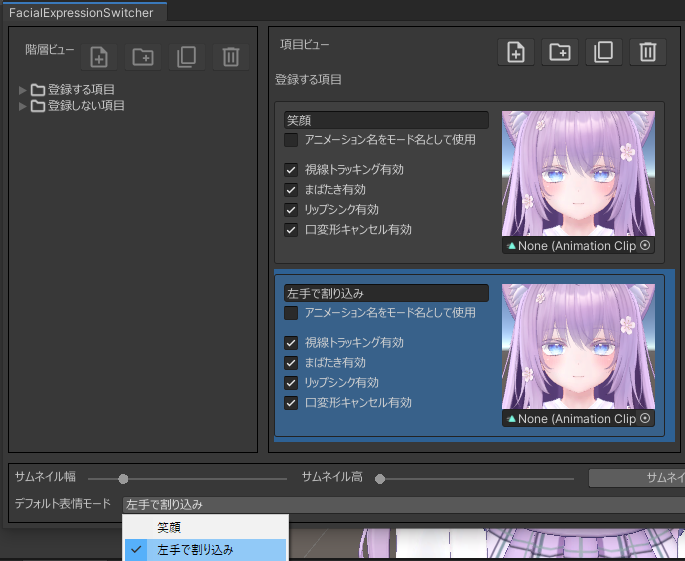 FacialExpressionSwitcher
階層ビュー
登録する項目
登録しない項目
項目ビュー
登録する項目
笑顔
アニメーション名をモード名として使用
視線トラッキング有効
まばたき有効
リップシンク有効
口変形キャンセル有効
None (Animation Clip
左手で割り込み
アニメーション名をモード名として使用
視線トラッキング有効
まばたき有効
リップシンク有効
口変形キャンセル有効
None (Animation Clip
サムネイル幅
サムネイル高
サムネイ
デフォルト表情モード
左手で割り込み
笑顔
左手で割り込み